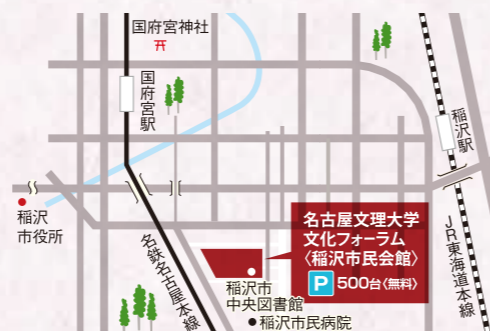 国府宮神社
国府宮駅
稲沢駅
稲沢
市役所
名古屋文理大学
文化フォーラム
〈稲沢市民会館〉
P 500台〈無料〉
名鉄名古屋本線
JR東海道本線
稲沢市
中央図書館
稲沢市民病院